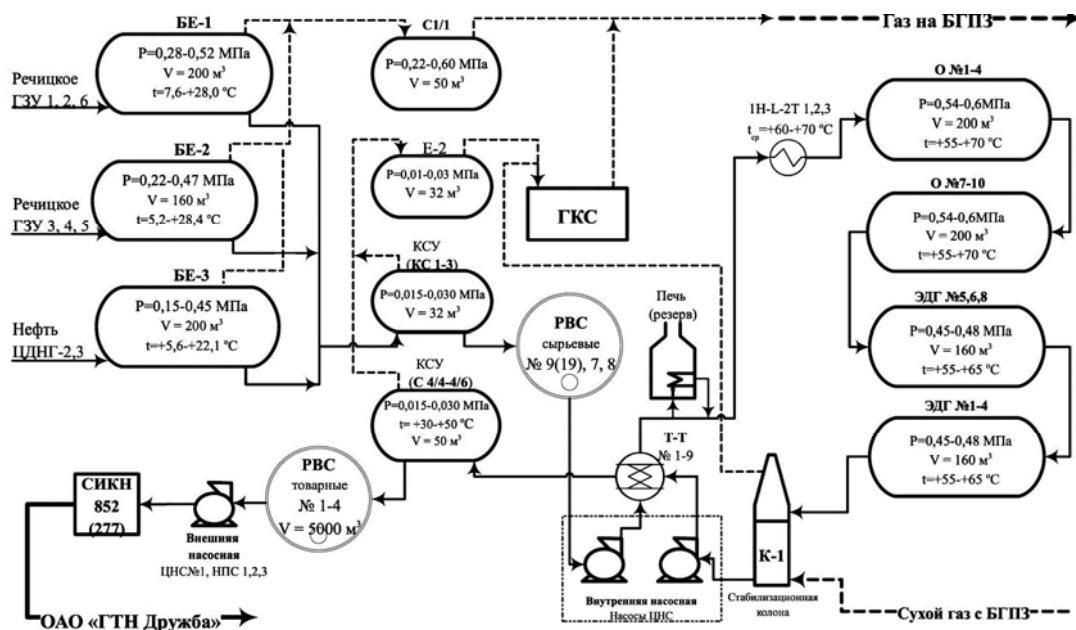 БЕ-1
P=0,28-0,52 МПа
V = 200 м³
t=7,6-+28,0 °C
Речицкое
ГЗУ 1, 2, 6
БЕ-2
P=0,22-0,47 МПа
V = 160 м³
t=5,2-+28,4 °C
Речицкое
ГЗУ 3, 4, 5
БЕ-3
P=0,15-0,45 МПа
V = 200 м³
t=+5,6-+22,1 °C
Нефть
ЦДНГ-2,3
С1/1
P=0,22-0,60 МПа
V = 50 м³
Е-2
P=0,01-0,03 МПа
V = 32 м³
ГКС
КСУ
(КС 1-3)
P=0,015-0,030 МПа
V = 32 м³
КСУ
(С 4/4-4/6)
P=0,015-0,030 МПа
t= +30-+50 °C
V = 50 м³
РВС
сырьевые
№ 9(19), 7, 8
Печь
(резерв)
Т-Т
№ 1-9
Газ на БГПЗ
1Н-L-2Т 1,2,3
tср=+60-+70 °C
О №1-4
P=0,54-0,6МПа
V = 200 м³
t=+55-+70 °C
О №7-10
P=0,54-0,6МПа
V = 200 м³
t=+55-+70 °C
ЭДГ №5,6,8
P=0,45-0,48 МПа
V = 160 м³
t=+55-+65 °C
ЭДГ №1-4
P=0,45-0,48 МПа
V = 160 м³
t=+55-+65 °C
СИКН
852
(277)
Внешняя
насосная
ЦНС№1, НПС 1,2,3
РВС
товарные
№ 1-4
V = 5000 м³
Внутренняя насосная
Насосы ЦНС
К-1
Стабилизационная
колона
Сухой газ с БГПЗ
ОАО «ГТН Дружба»